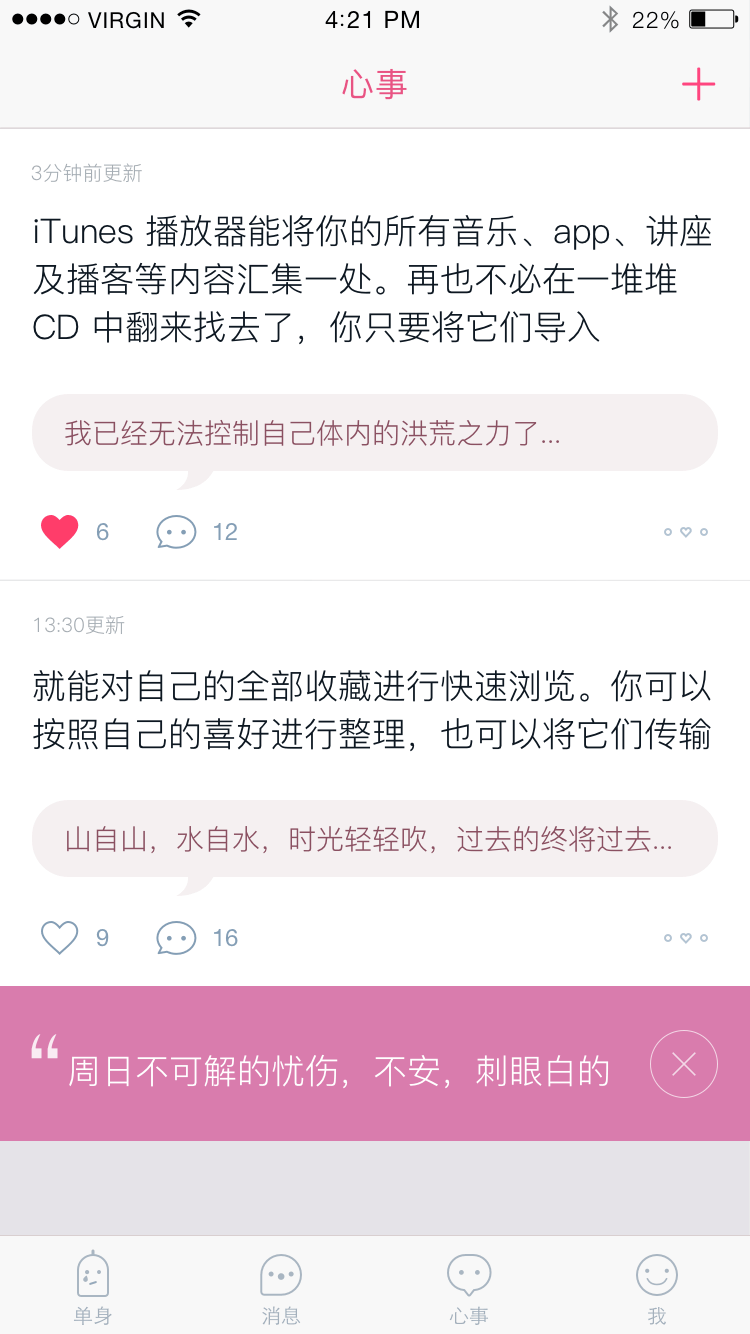 VIRGIN 4:21 PM 22%
心事
3分钟前更新
iTunes 播放器能将你的所有音乐、app、讲座
及播客等内容汇集一处。再也不必在一堆堆
CD 中翻来找去了，你只要将它们导入
我已经无法控制自己体内的洪荒之力了...
6 12
13:30更新
就能对自己的全部收藏进行快速浏览。你可以
按照自己的喜好进行整理，也可以将它们传输
山自山，水自水，时光轻轻吹，过去的终将过去...
9 16
“周日不可解的忧伤，不安，刺眼白的
单身 消息 心事 我